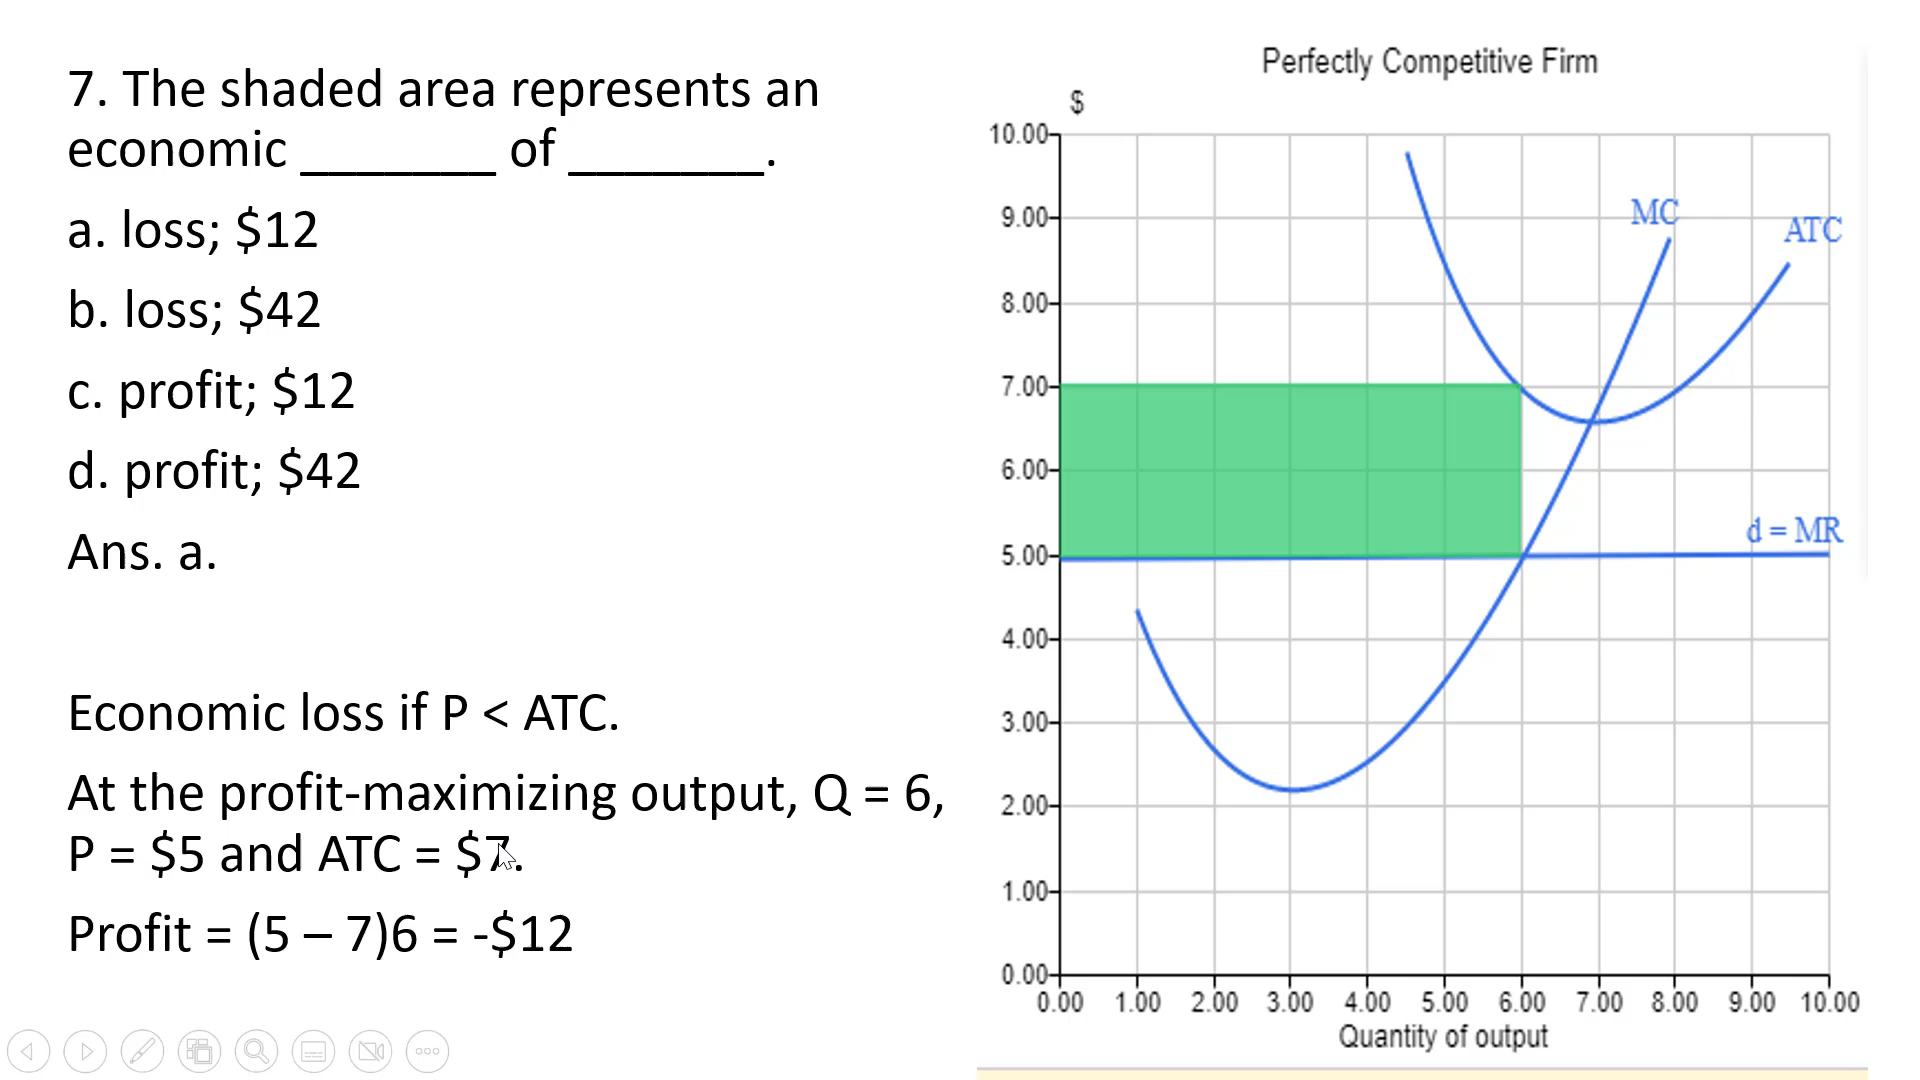 7. The shaded area represents an
economic _______ of _______.
a. loss; $12
b. loss; $42
c. profit; $12
d. profit; $42
Ans. a.
Economic loss if P < ATC.
At the profit-maximizing output, Q = 6,
P = $5 and ATC = $7.
Profit = (5 – 7)6 = -$12
Perfectly Competitive Firm
$
10.00
9.00
8.00
7.00
6.00
5.00
4.00
3.00
2.00
1.00
0.00
MC
ATC
d = MR
0.00 1.00 2.00 3.00 4.00 5.00 6.00 7.00 8.00 9.00 10.00
Quantity of output